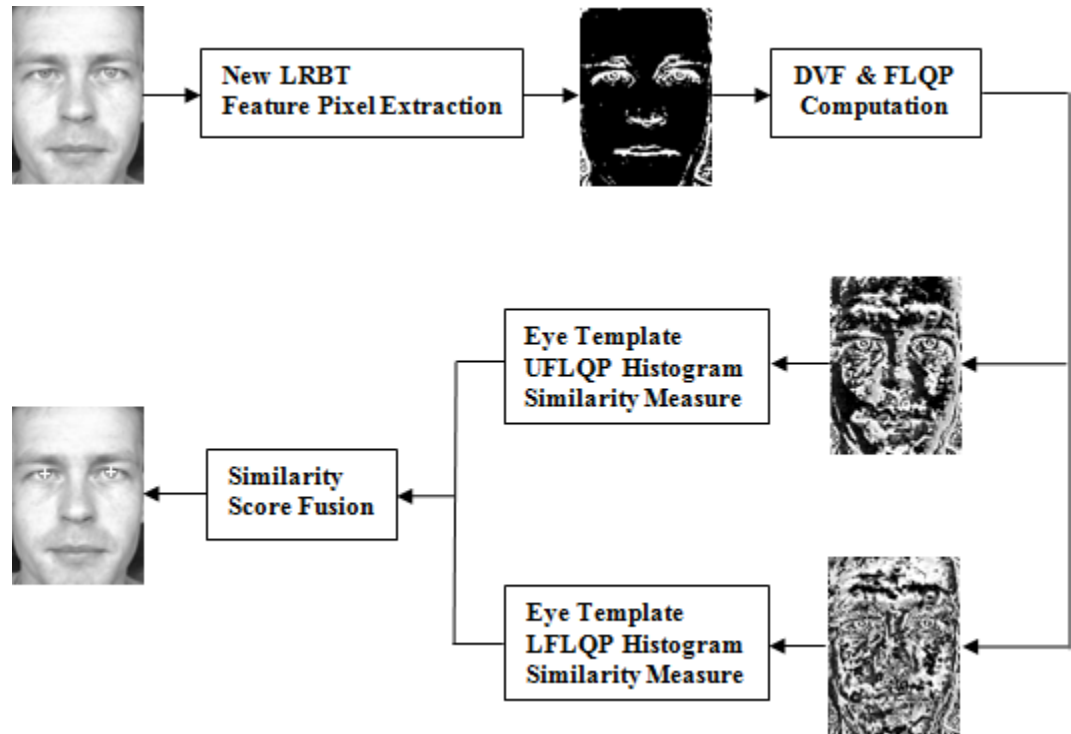 New LRBT
Feature Pixel Extraction
DVF & FLQP
Computation
Eye Template
UFLQP Histogram
Similarity Measure
Similarity
Score Fusion
Eye Template
LFLQP Histogram
Similarity Measure